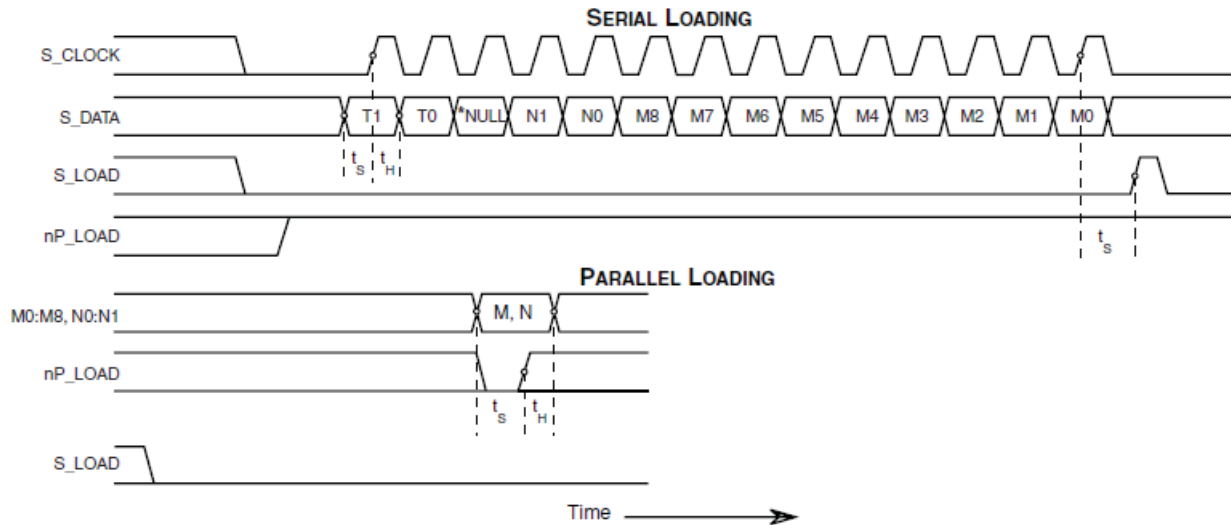 SERIAL LOADING
S_CLOCK
S_DATA T1 T0 *NULL N1 N0 M8 M7 M6 M5 M4 M3 M2 M1 M0
tS tH
S_LOAD
nP_LOAD
tS
PARALLEL LOADING
M0:M8, N0:N1 M, N
nP_LOAD
tS tH
S_LOAD
Time